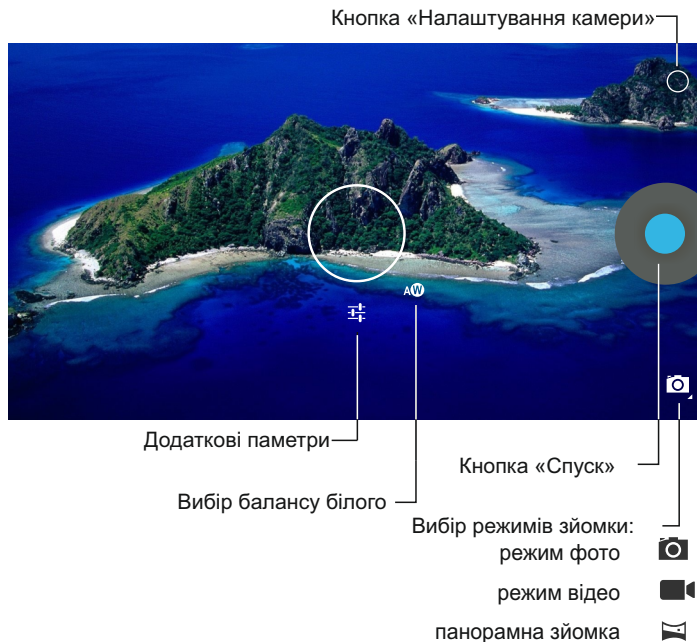 Кнопка «Налаштування камери»
AW
Додаткові паметри
Кнопка «Спуск»
Вибір балансу білого
Вибір режимів зйомки:
режим фото
режим відео
панорамна зйомка